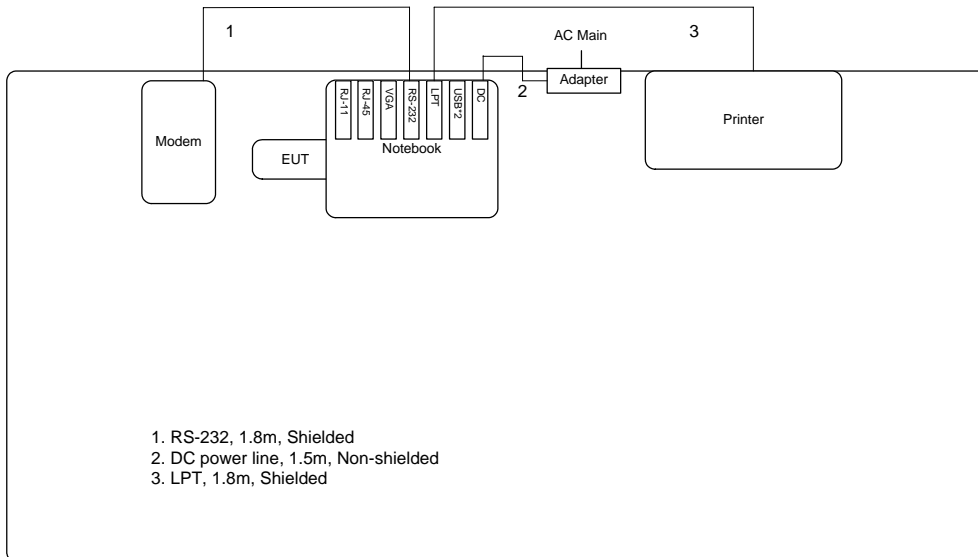 1
3
AC Main
2
Adapter
RJ-11
RJ-45
VGA
RS-232
LPT
USB*2
DC
Printer
Modem
Notebook
EUT
1. RS-232, 1.8m, Shielded
2. DC power line, 1.5m, Non-shielded
3. LPT, 1.8m, Shielded